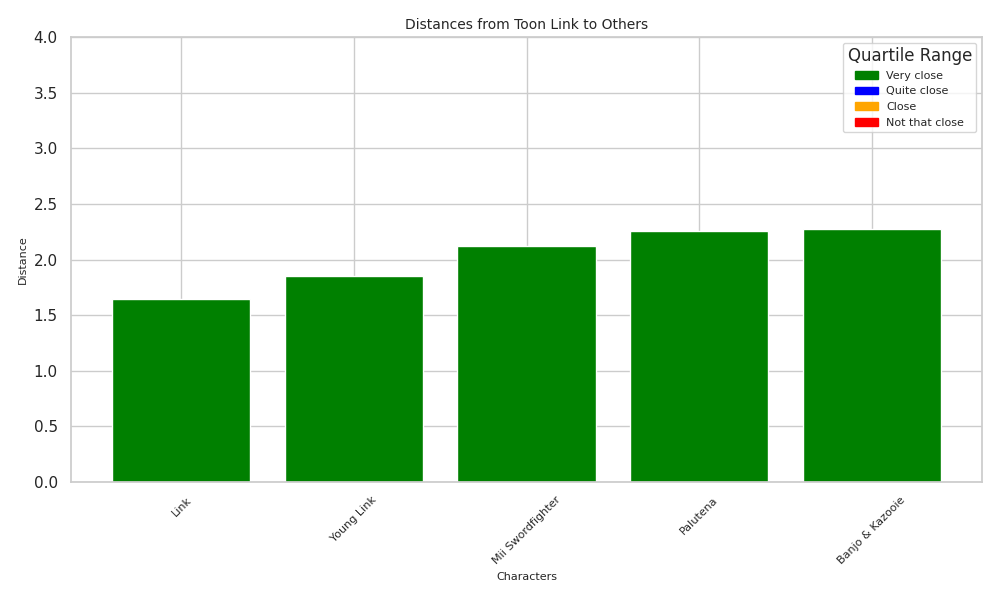 Distances from Toon Link to Others
Quartile Range
Very close
Quite close
Close
Not that close
4.0
3.5
3.0
2.5
2.0
1.5
1.0
0.5
0.0
Distance
Link
Young Link
Mii Swordfighter
Palutena
Banjo & Kazooie
Characters